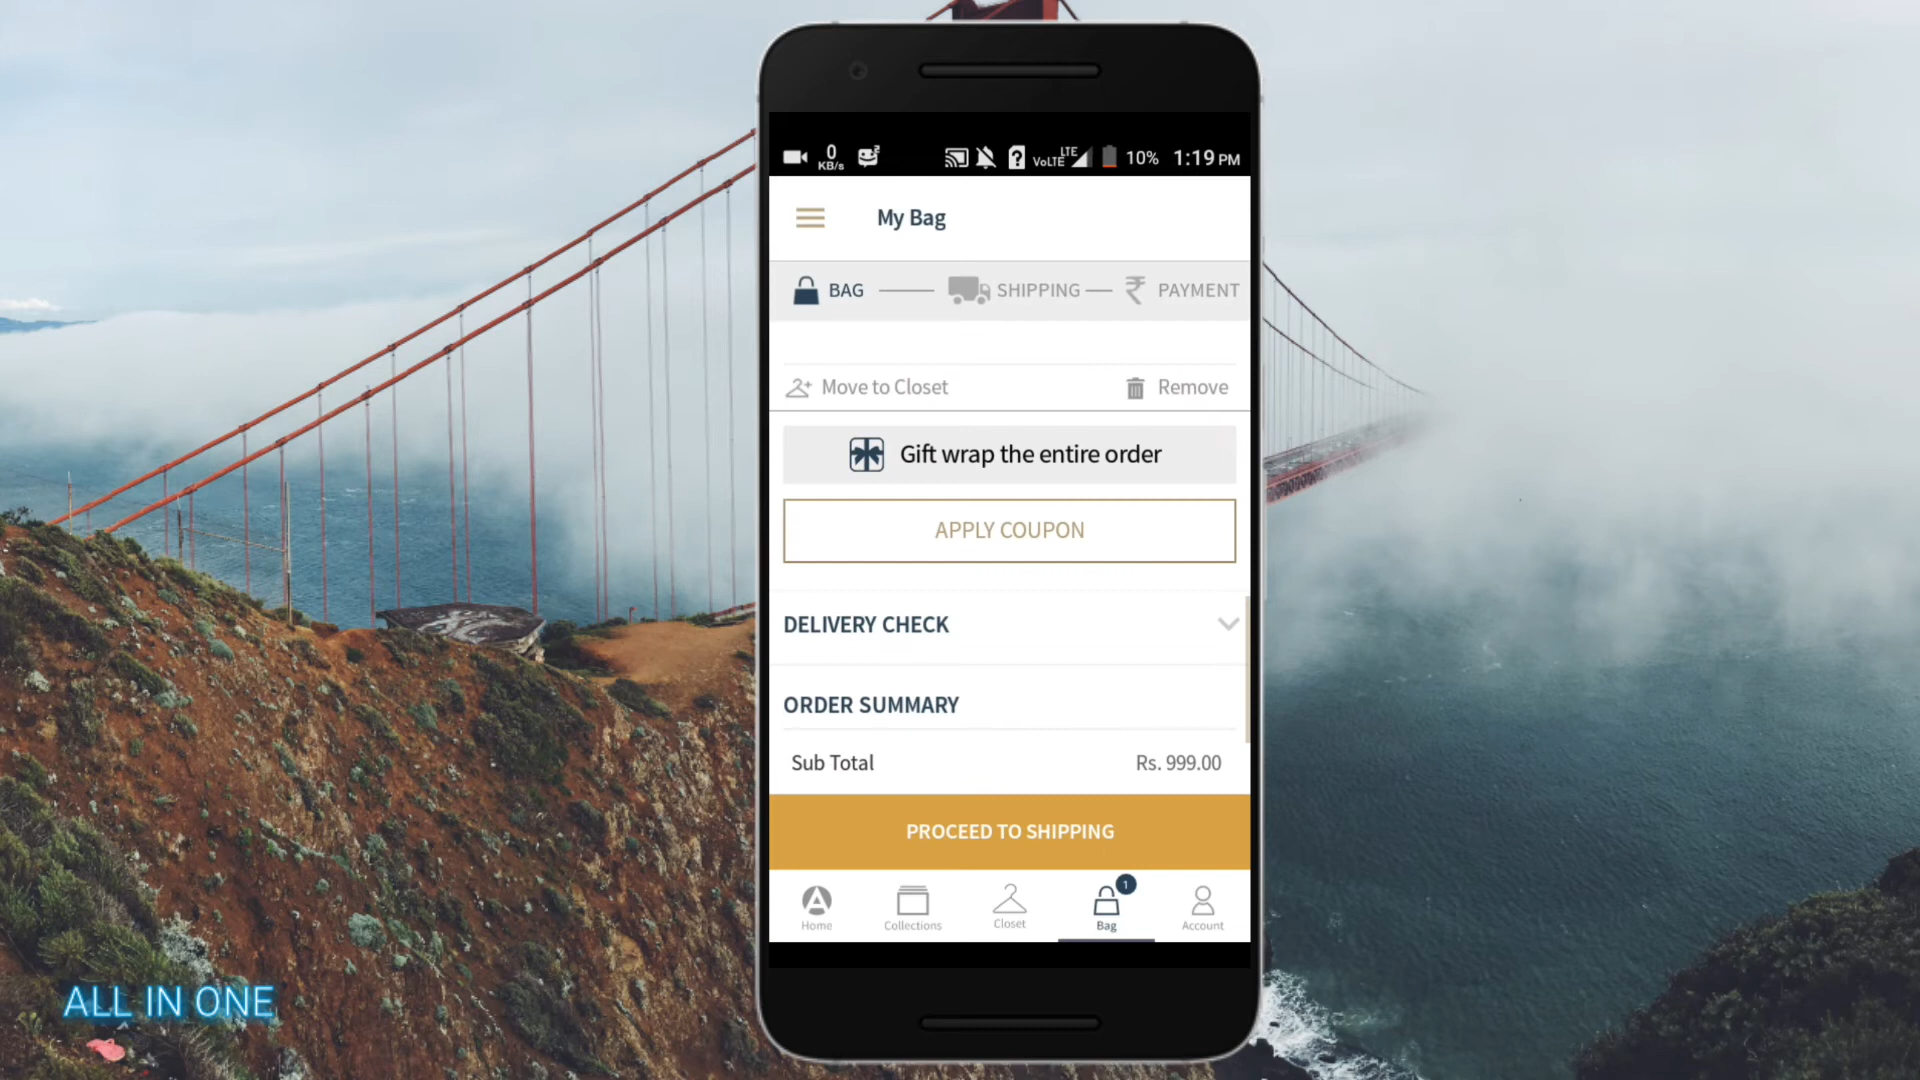 0
KB/s
VoLTE LTE 10% 1:19 PM
My Bag
BAG SHIPPING ₹ PAYMENT
Move to Closet Remove
Gift wrap the entire order
APPLY COUPON
DELIVERY CHECK
ORDER SUMMARY
Sub Total Rs. 999.00
PROCEED TO SHIPPING
1
Home Collections Closet Bag Account
ALL IN ONE